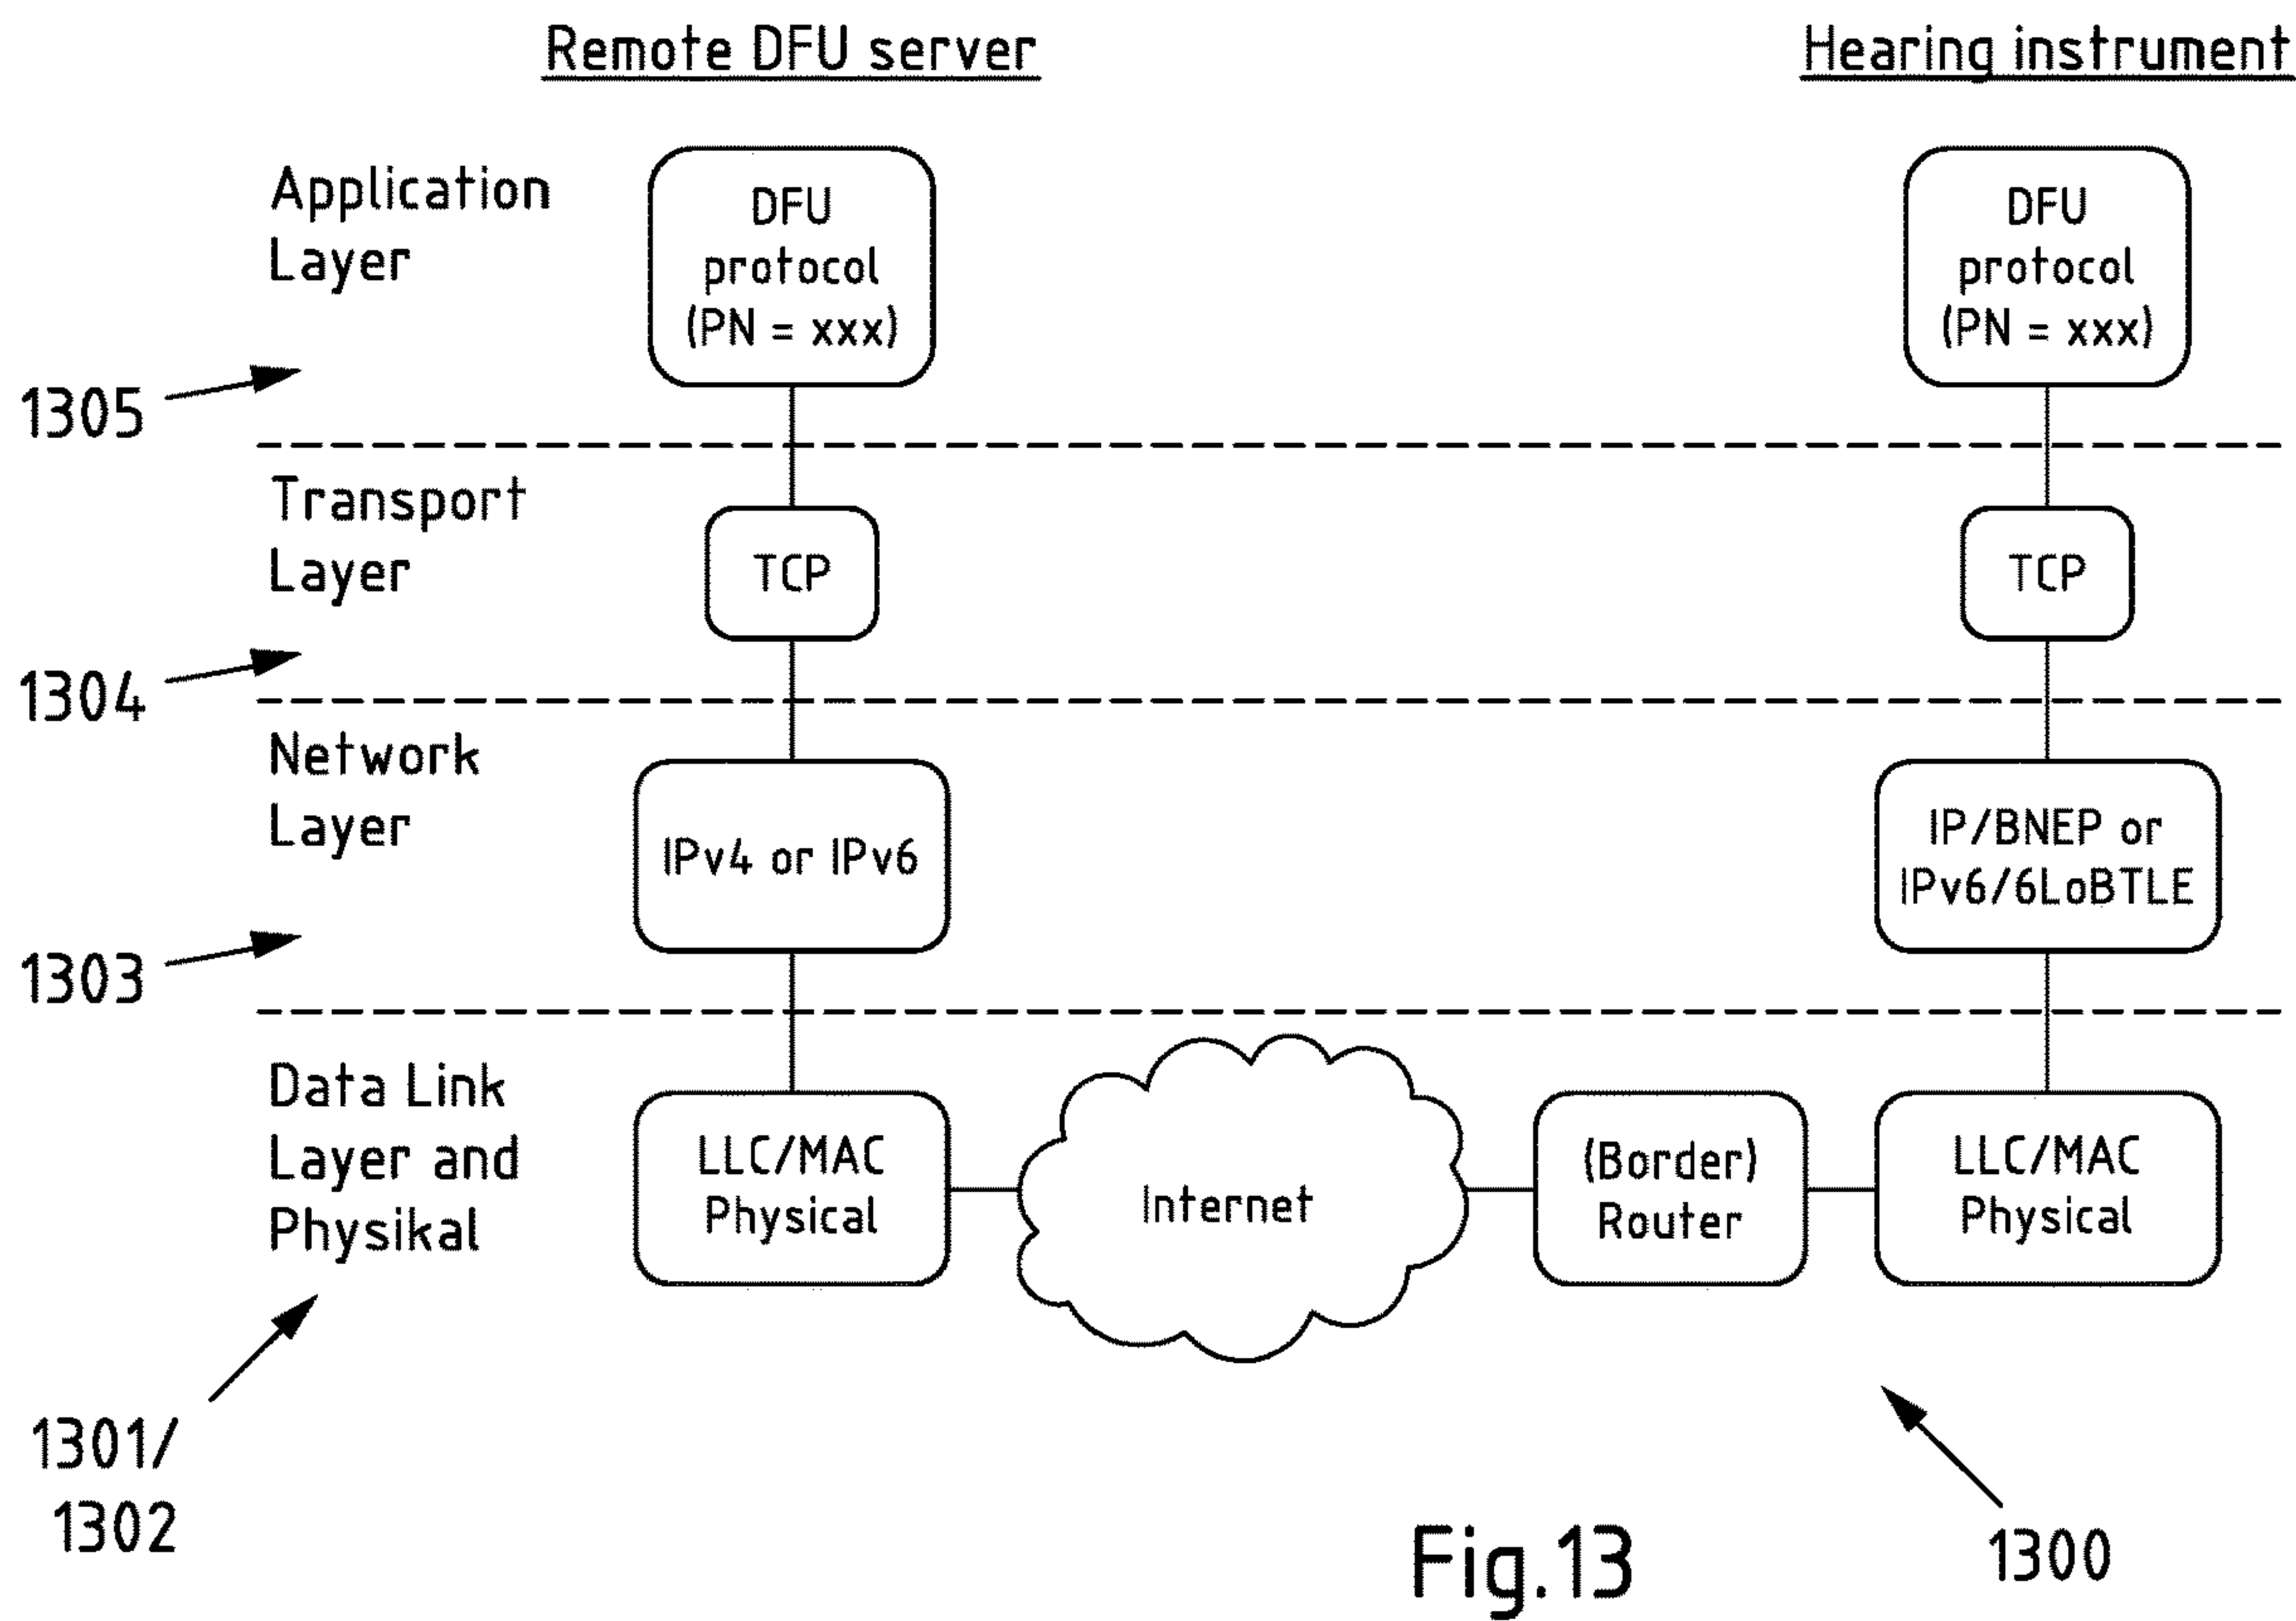 Remote DFU server
Hearing instrument
Application
Layer
DFU
protocol
(PN = xxx)
DFU
protocol
(PN = xxx)
1305
Transport
Layer
TCP
TCP
1304
Network
Layer
IPv4 or IPv6
IP/BNEP or
IPv6/6LoBTLE
1303
Data Link
Layer and
Physikal
LLC/MAC
Physical
Internet
(Border)
Router
LLC/MAC
Physical
1301/
1302
Fig.13
1300